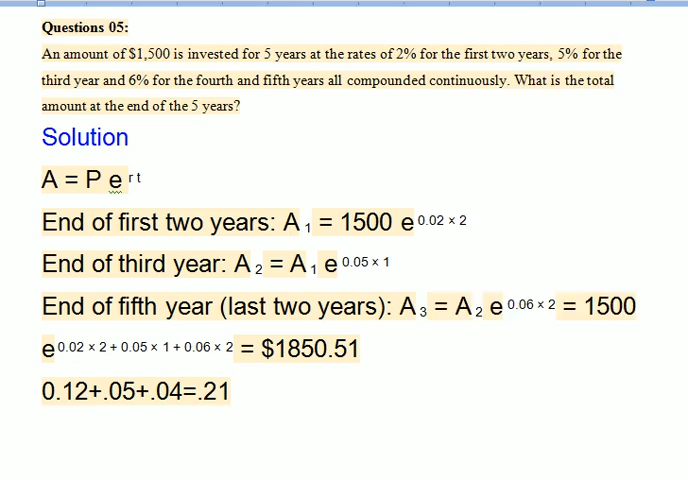 Questions 05:
An amount of $1,500 is invested for 5 years at the rates of 2% for the first two years, 5% for the
third year and 6% for the fourth and fifth years all compounded continuously. What is the total
amount at the end of the 5 years?
Solution
A = P e r t
End of first two years: A 1 = 1500 e 0.02 × 2
End of third year: A 2 = A 1 e 0.05 × 1
End of fifth year (last two years): A 3 = A 2 e 0.06 × 2 = 1500
e 0.02 × 2 + 0.05 × 1 + 0.06 × 2 = $1850.51
0.12+.05+.04=.21